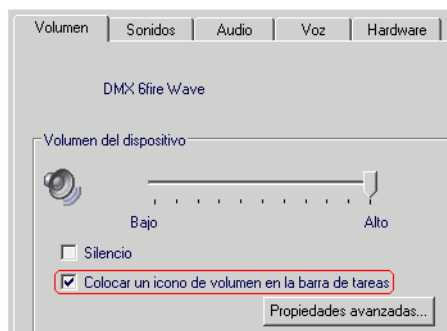 Volumen Sonidos Audio Voz Hardware
DMX 6fire Wave
Volumen del dispositivo
Bajo Alto
Silencio
Colocar un icono de volumen en la barra de tareas
Propiedades avanzadas...